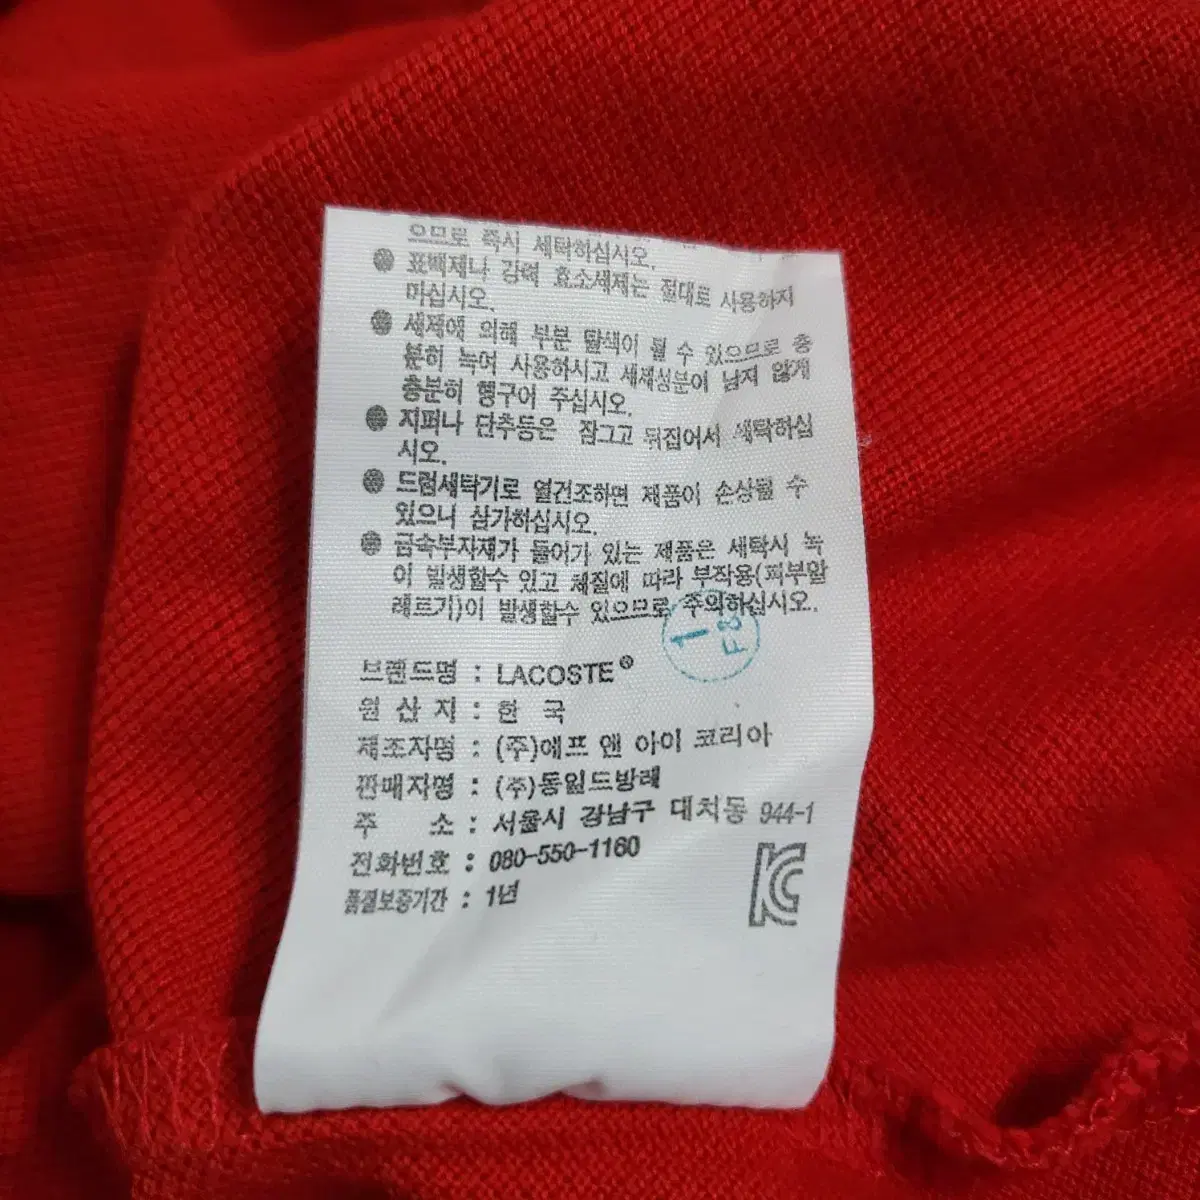 으므로 즉시 세탁하십시오.
표백제나 강력 효소세제는 절대로 사용하지
마십시오.
세제에 의해 부분 탈색이 될 수 있으므로 충
분히 녹여 사용하시고 세제성분이 남지 않게
충분히 헹구어 주십시오.
지퍼나 단추등은 잠그고 뒤집어서 세탁하십
시오.
드럼세탁기로 열건조하면 제품이 손상될 수
있으니 삼가하십시오.
금속부자재가 들어가 있는 제품은 세탁시 녹
이 발생할수 있고 체질에 따라 부작용(피부알
레르기)이 발생할수 있으므로 주의하십시오.
1
F8
브랜드명 : LACOSTE®
원 산 지 : 한 국
제조자명 : (주)에프 앤 아이 코리아
판매자명 : (주)동일드방레
주 소 : 서울시 강남구 대치동 944-1
전화번호 : 080-550-1160
품질보증기간 : 1년
KC